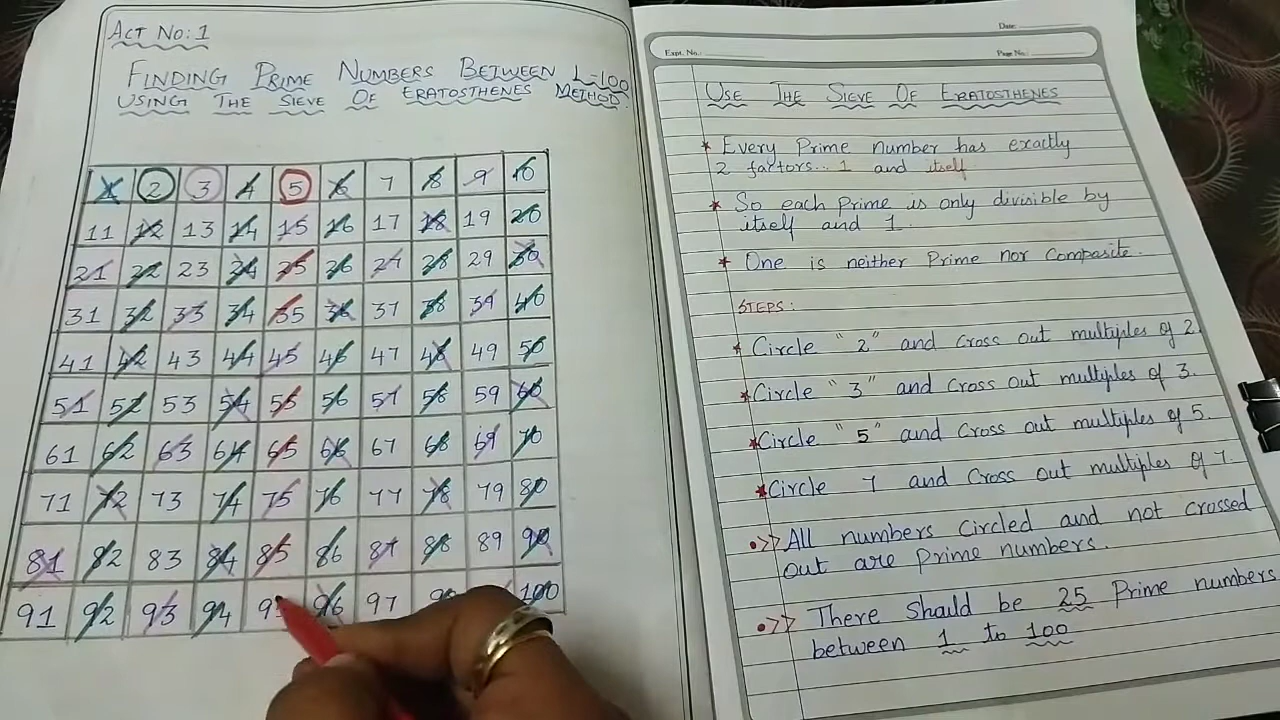 ACT NO: 1
FINDING PRIME NUMBERS BETWEEN 1-100
USING THE SIEVE OF ERATOSTHENES METHOD.
1 2 3 4 5 6 7 8 9 10
11 12 13 14 15 16 17 18 19 20
21 22 23 24 25 26 27 28 29 30
31 32 33 34 35 36 37 38 39 40
41 42 43 44 45 46 47 48 49 50
51 52 53 54 55 56 57 58 59 60
61 62 63 64 65 66 67 68 69 70
71 72 73 74 75 76 77 78 79 80
81 82 83 84 85 86 87 88 89 90
91 92 93 94 95 96 97 100
Date:
Expt. No.:
Page No.:
USE THE SIEVE OF ERATOSTHENES
* Every Prime number has exactly
2 factors... 1 and itself
* So each Prime is only divisible by
itself and 1.
* One is neither Prime nor Composite.
STEPS:
* Circle "2" and Cross out multiples of 2.
* Circle "3" and Cross out multiples of 3.
* Circle "5" and Cross out multiples of 5.
* Circle 7 and Cross out multiples of 7.
•>> All numbers Circled and not crossed
out are Prime numbers.
•>> There should be 25 Prime numbers
between 1 to 100